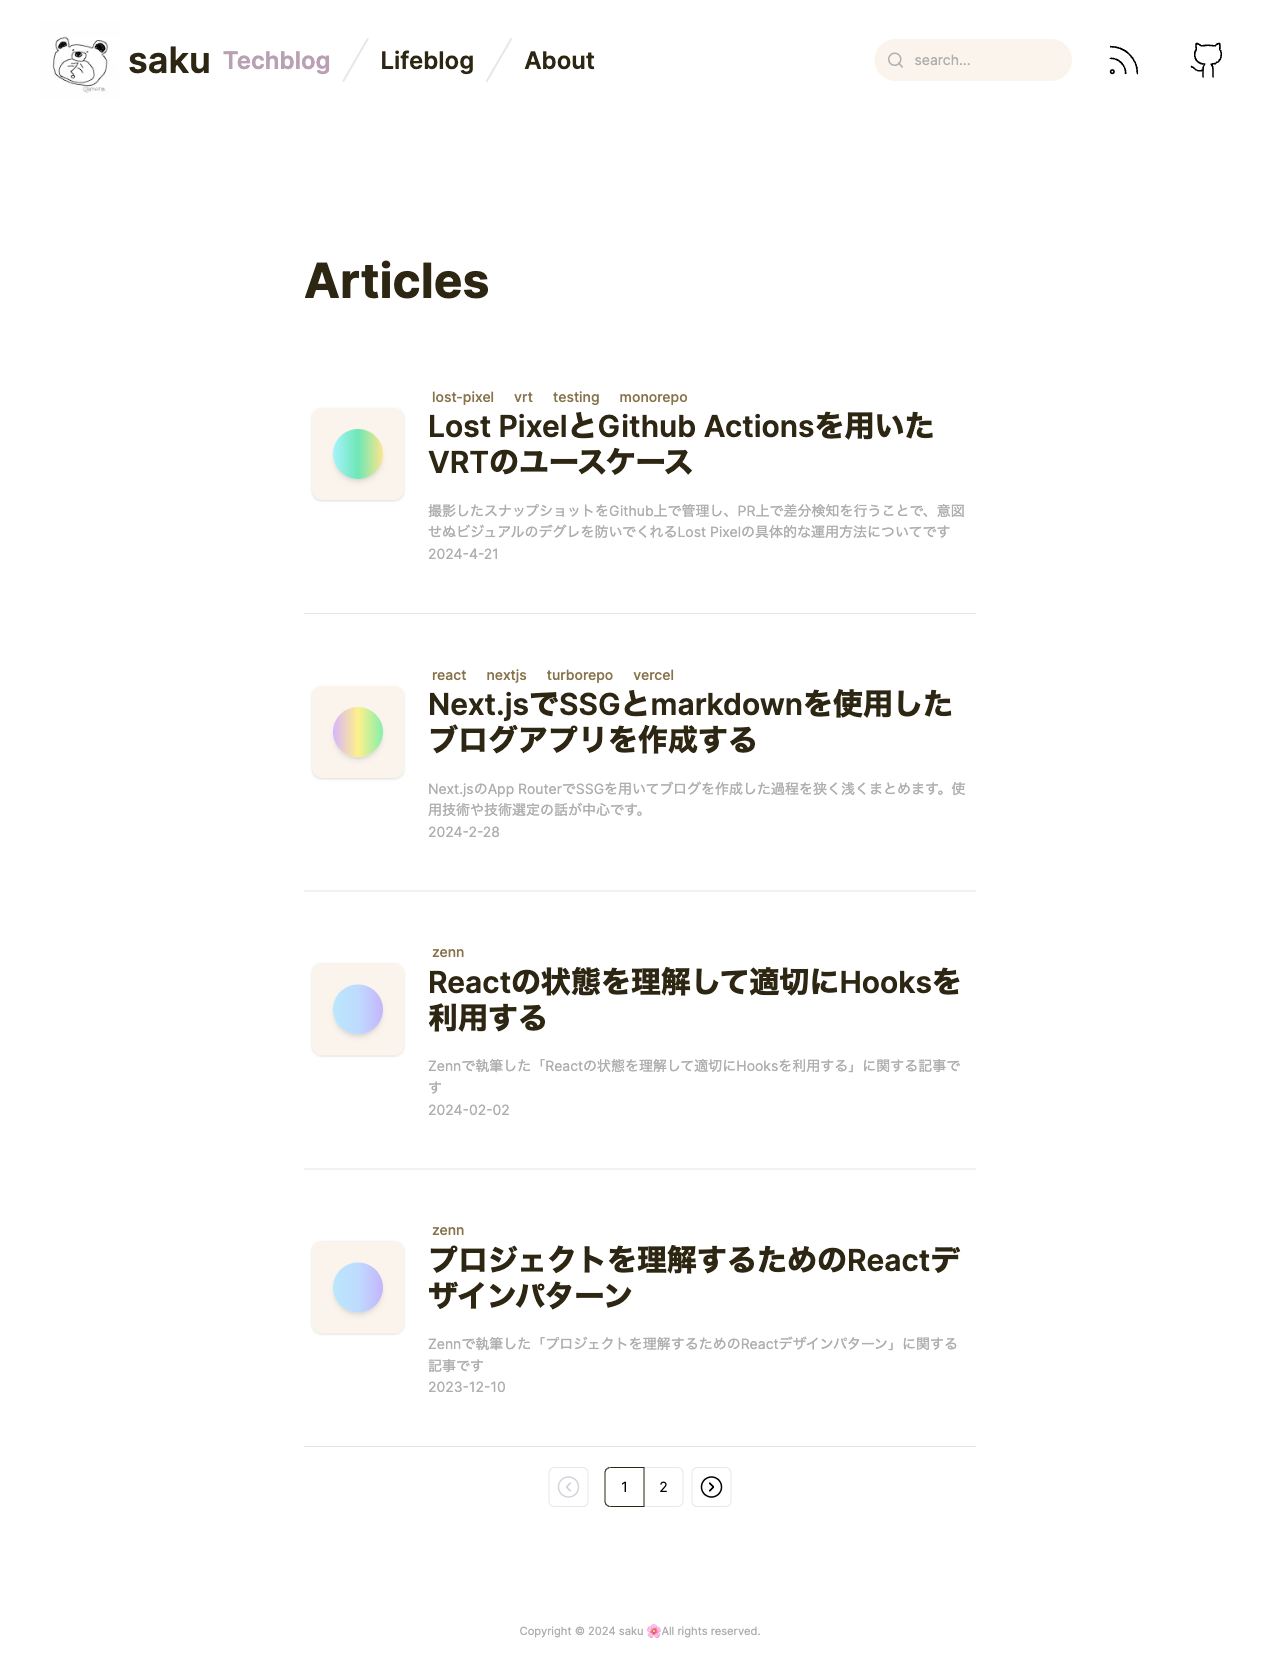 saku Techblog Lifeblog About search...
Articles
lost-pixel vrt testing monorepo
Lost PixelとGithub Actionsを用いた
VRTのユースケース
撮影したスナップショットをGithub上で管理し、PR上で差分検知を行うことで、意図
せぬビジュアルのデグレを防いでくれるLost Pixelの具体的な運用方法についてです
2024-4-21
react nextjs turborepo vercel
Next.jsでSSGとmarkdownを使用した
ブログアプリを作成する
Next.jsのApp RouterでSSGを用いてブログを作成した過程を狭く浅くまとめます。使
用技術や技術選定の話が中心です。
2024-2-28
zenn
Reactの状態を理解して適切にHooksを
利用する
Zennで執筆した「Reactの状態を理解して適切にHooksを利用する」に関する記事で
す
2024-02-02
zenn
プロジェクトを理解するためのReactデ
ザインパターン
Zennで執筆した「プロジェクトを理解するためのReactデザインパターン」に関する
記事です
2023-12-10
1 2
Copyright © 2024 saku 🌸All rights reserved.